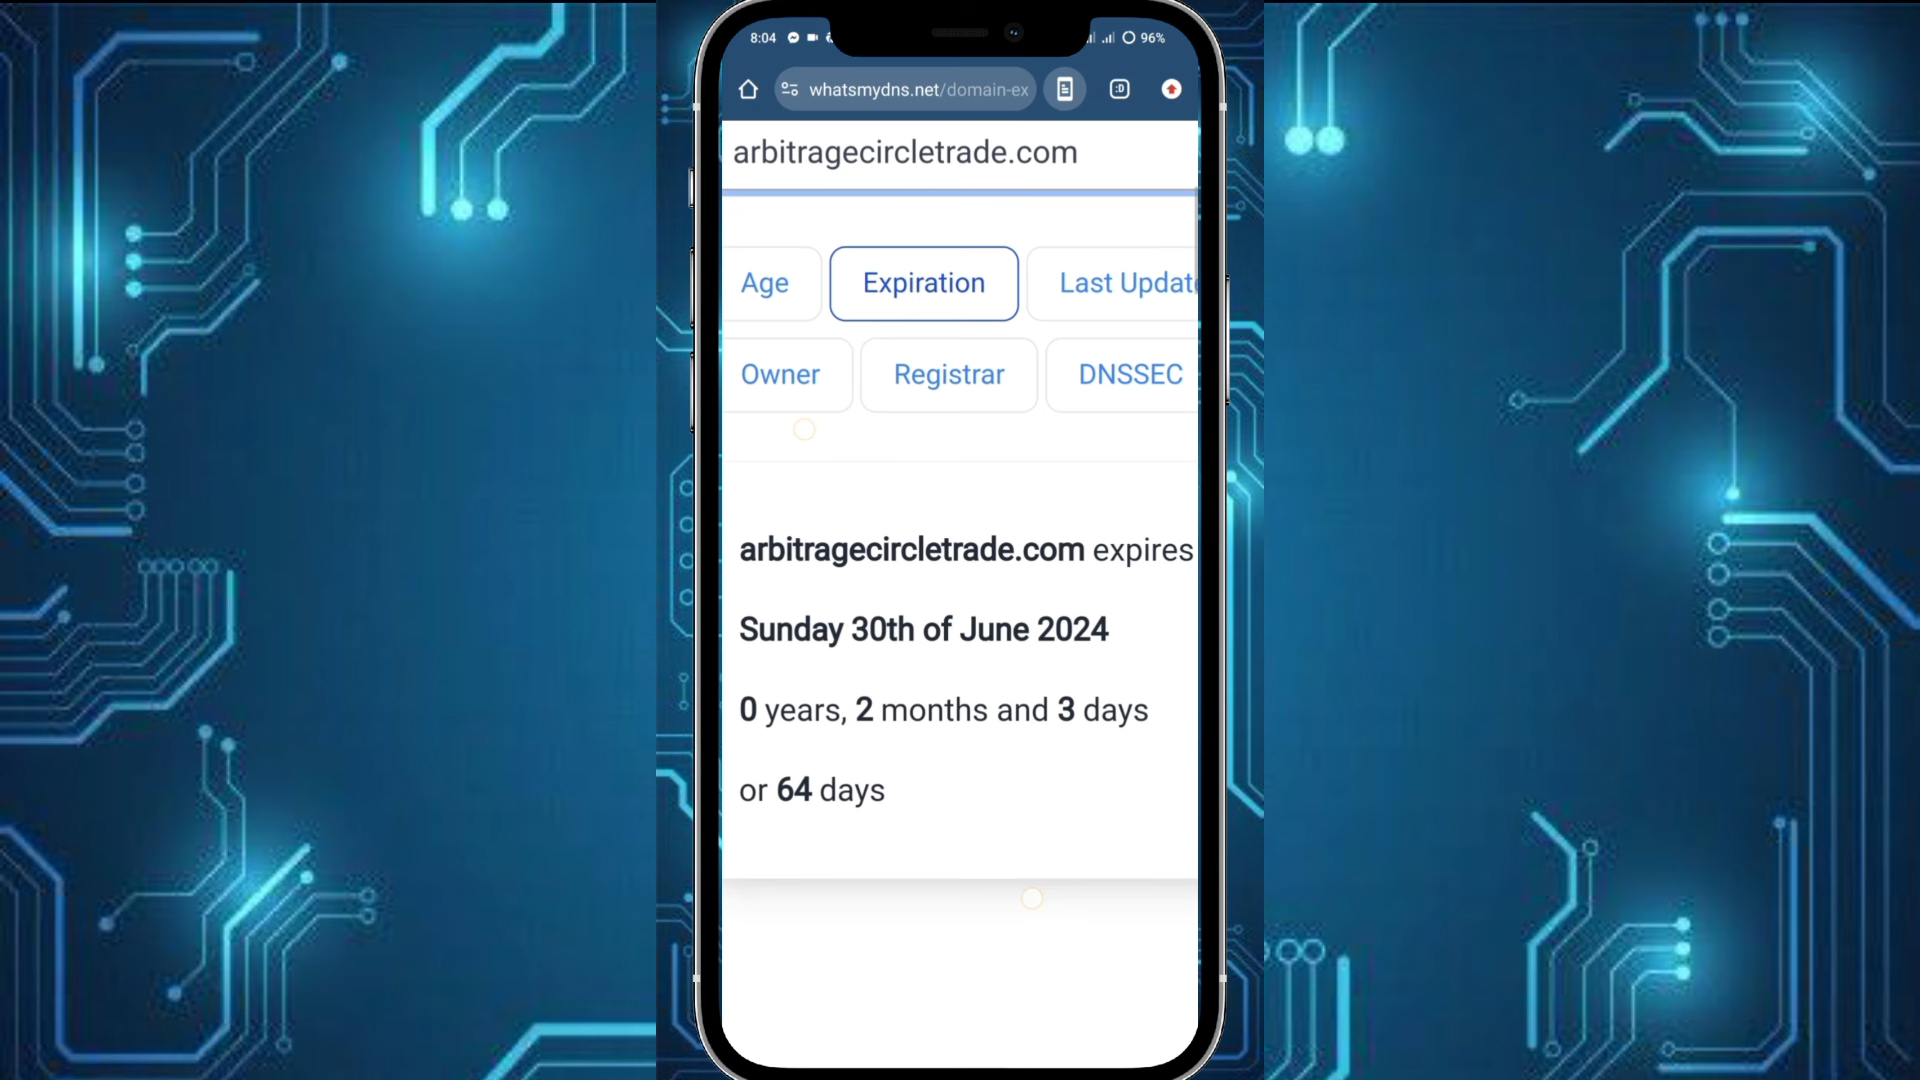 8:04 96%
whatsmydns.net/domain-ex :D
arbitragecircletrade.com
Age Expiration Last Update
Owner Registrar DNSSEC
arbitragecircletrade.com expires
Sunday 30th of June 2024
0 years, 2 months and 3 days
or 64 days